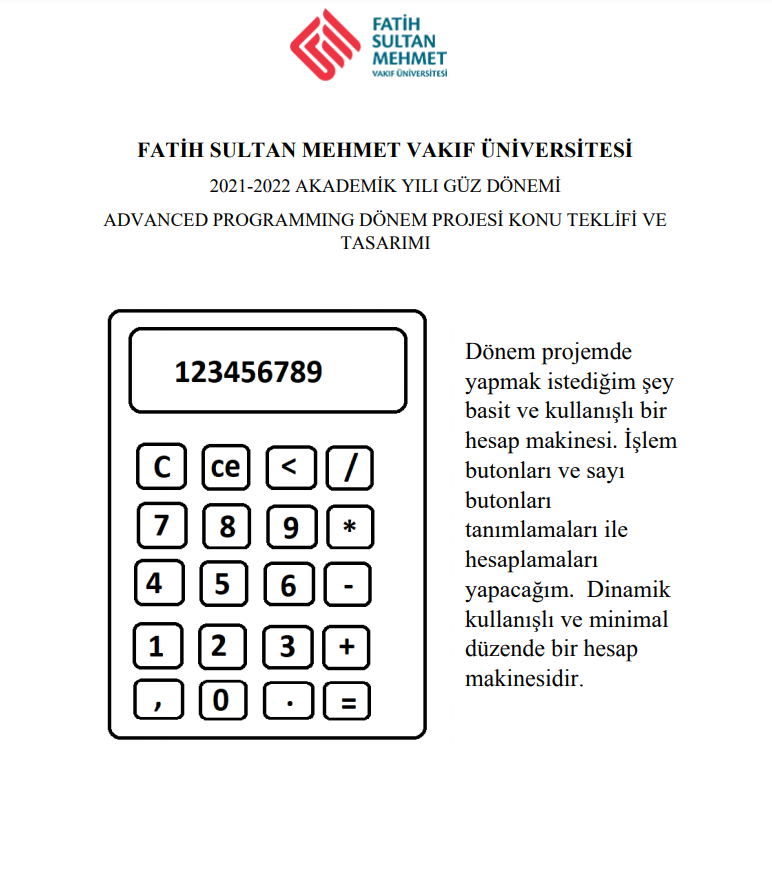 FATİH
SULTAN
MEHMET
VAKIF ÜNİVERSİTESİ
FATİH SULTAN MEHMET VAKIF ÜNİVERSİTESİ
2021-2022 AKADEMİK YILI GÜZ DÖNEMİ
ADVANCED PROGRAMMING DÖNEM PROJESİ KONU TEKLİFİ VE
TASARIMI
123456789
C ce < /
7 8 9 *
4 5 6 -
1 2 3 +
, 0 . =
Dönem projemde
yapmak istediğim şey
basit ve kullanışlı bir
hesap makinesi. İşlem
butonları ve sayı
butonları
tanımlamaları ile
hesaplamaları
yapacağım. Dinamik
kullanışlı ve minimal
düzende bir hesap
makinesidir.